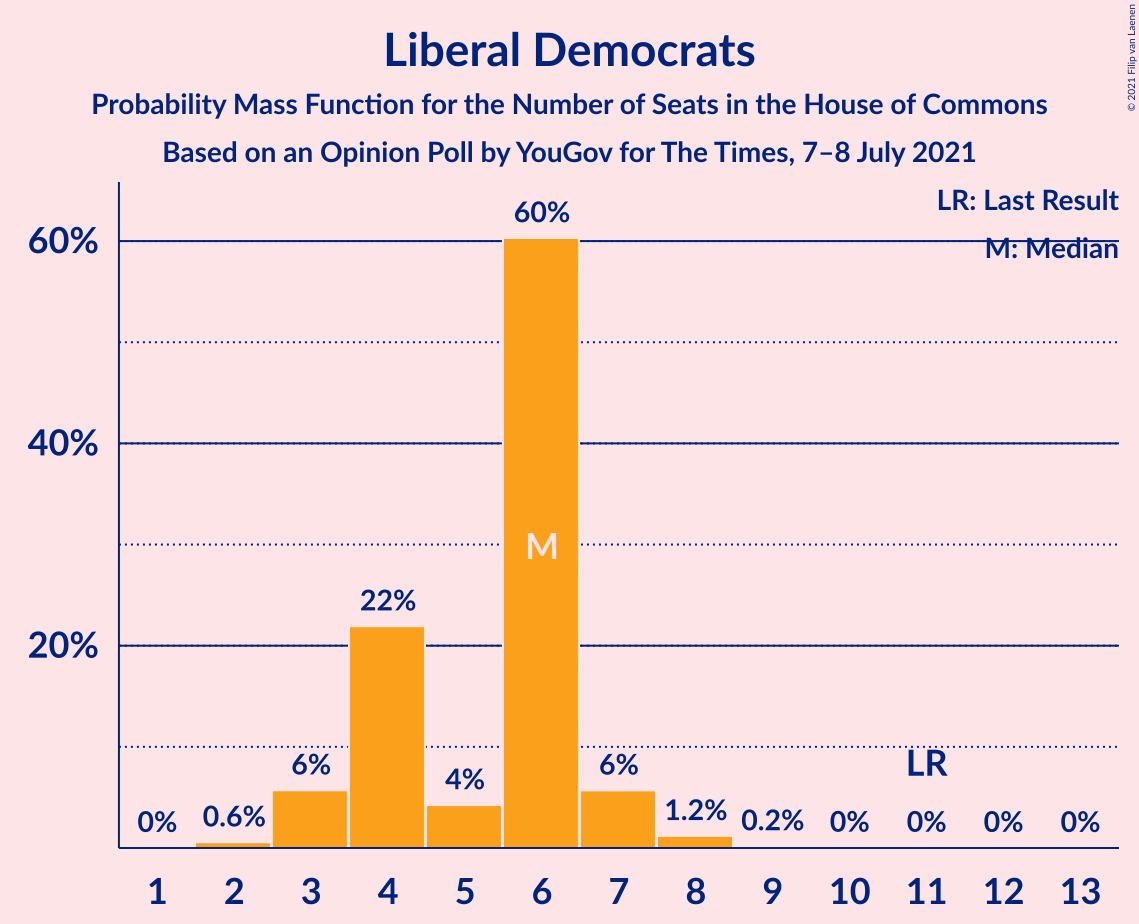 Liberal Democrats
Probability Mass Function for the Number of Seats in the House of Commons
Based on an Opinion Poll by YouGov for The Times, 7–8 July 2021
© 2021 Filip van Laenen
LR: Last Result
M: Median
60%
40%
20%
0%
0.6%
6%
22%
4%
60%
M
6%
1.2%
0.2%
0%
LR
0%
0%
0%
1 2 3 4 5 6 7 8 9 10 11 12 13